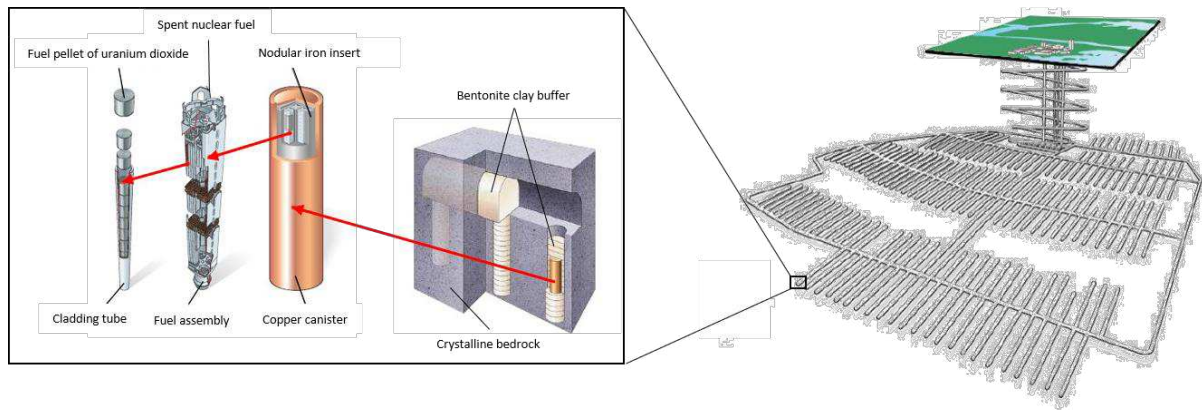 Spent nuclear fuel
Fuel pellet of uranium dioxide
Nodular iron insert
Bentonite clay buffer
Cladding tube
Fuel assembly
Copper canister
Crystalline bedrock